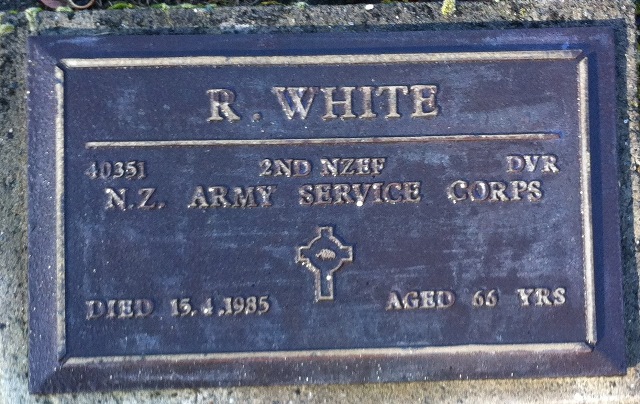 R. WHITE
40351 2ND NZEF DVR
N.Z. ARMY SERVICE CORPS
DIED 15.4.1985 AGED 66 YRS